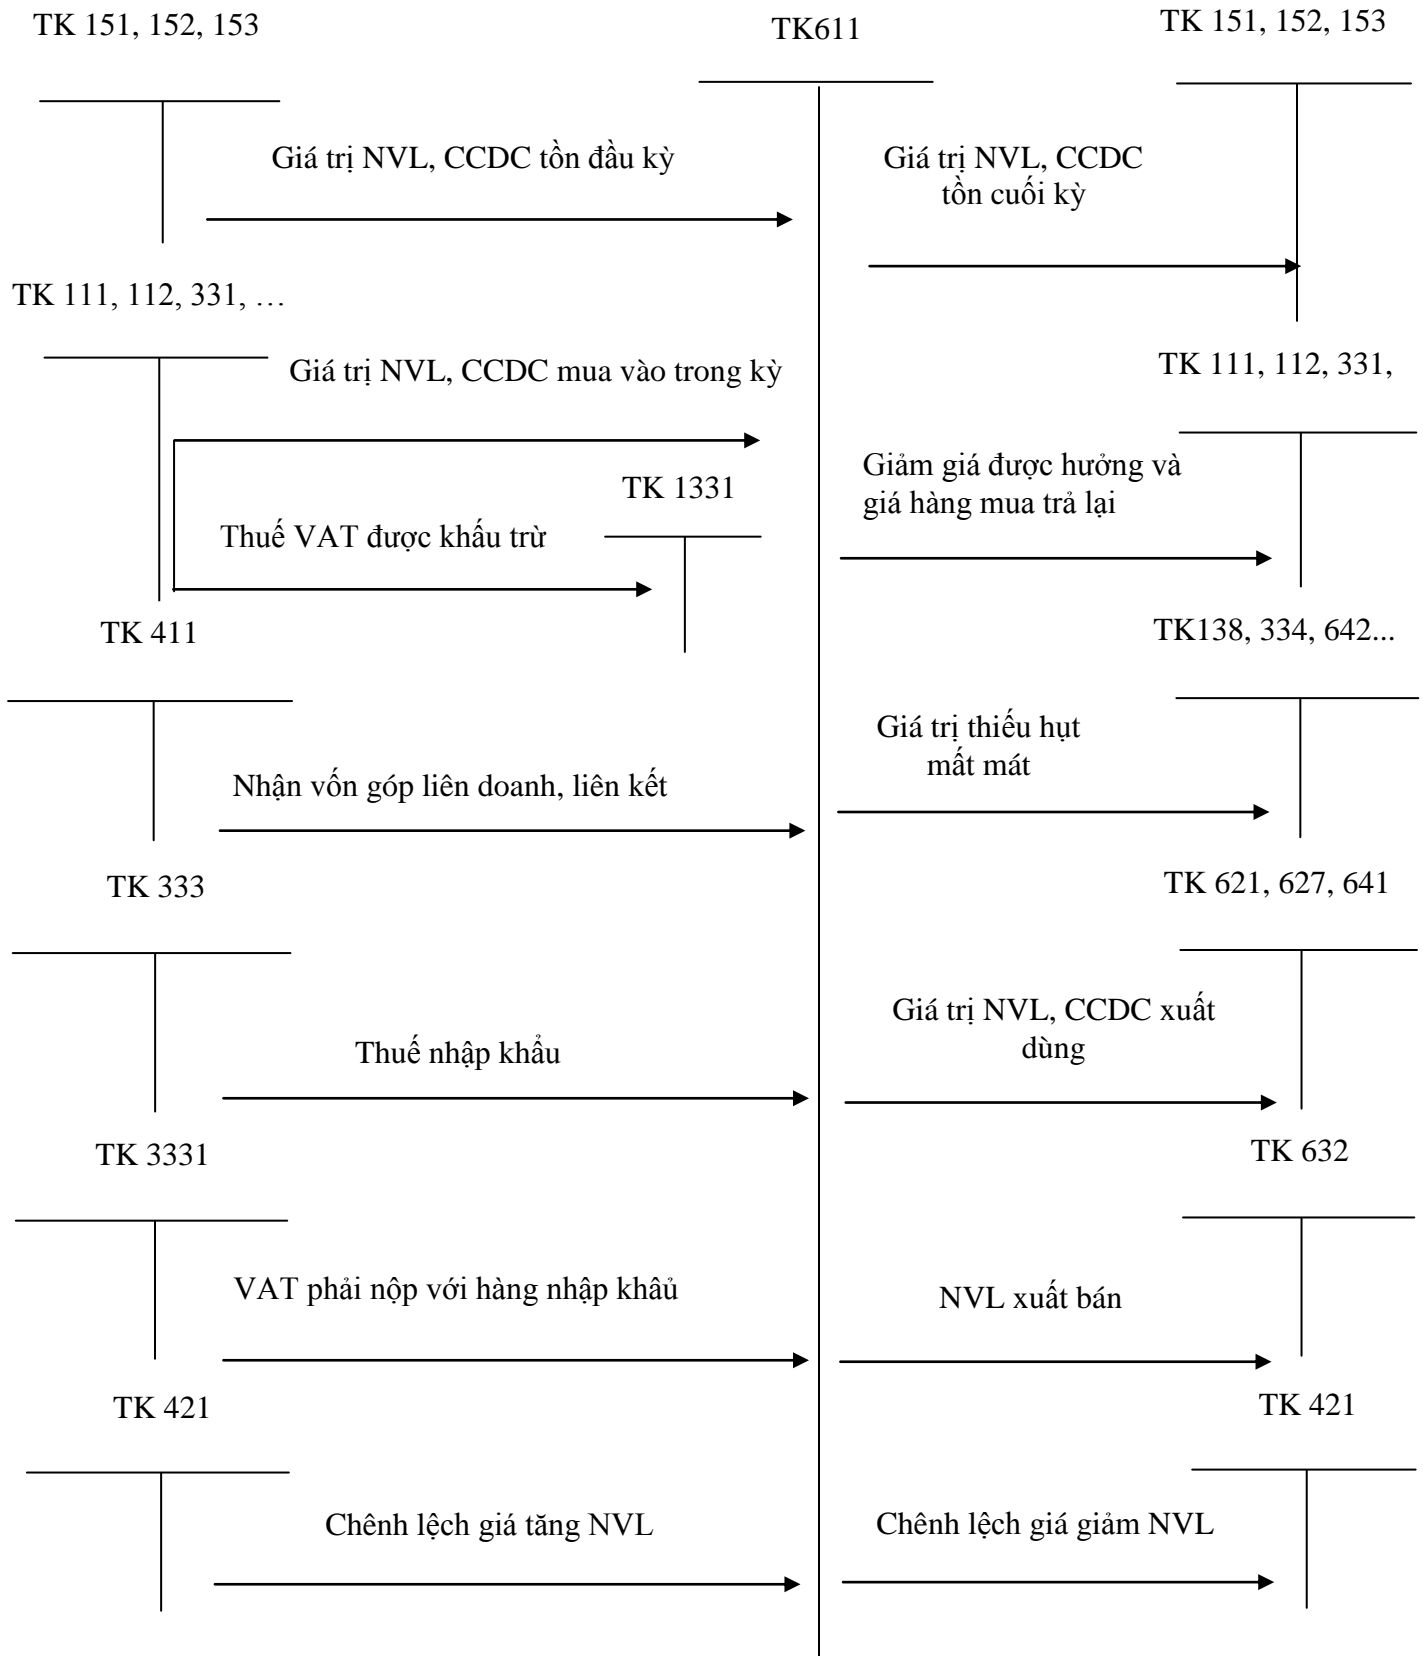 TK 151, 152, 153
TK611
TK 151, 152, 153
Giá trị NVL, CCDC tồn đầu kỳ
Giá trị NVL, CCDC
tồn cuối kỳ
TK 111, 112, 331, …
Giá trị NVL, CCDC mua vào trong kỳ
TK 111, 112, 331,
TK 1331
Giảm giá được hưởng và
giá hàng mua trả lại
Thuế VAT được khấu trừ
TK 411
TK138, 334, 642...
Giá trị thiếu hụt
mất mát
Nhận vốn góp liên doanh, liên kết
TK 333
TK 621, 627, 641
Giá trị NVL, CCDC xuất
dùng
Thuế nhập khẩu
TK 3331
TK 632
VAT phải nộp với hàng nhập khâủ
NVL xuất bán
TK 421
TK 421
Chênh lệch giá tăng NVL
Chênh lệch giá giảm NVL